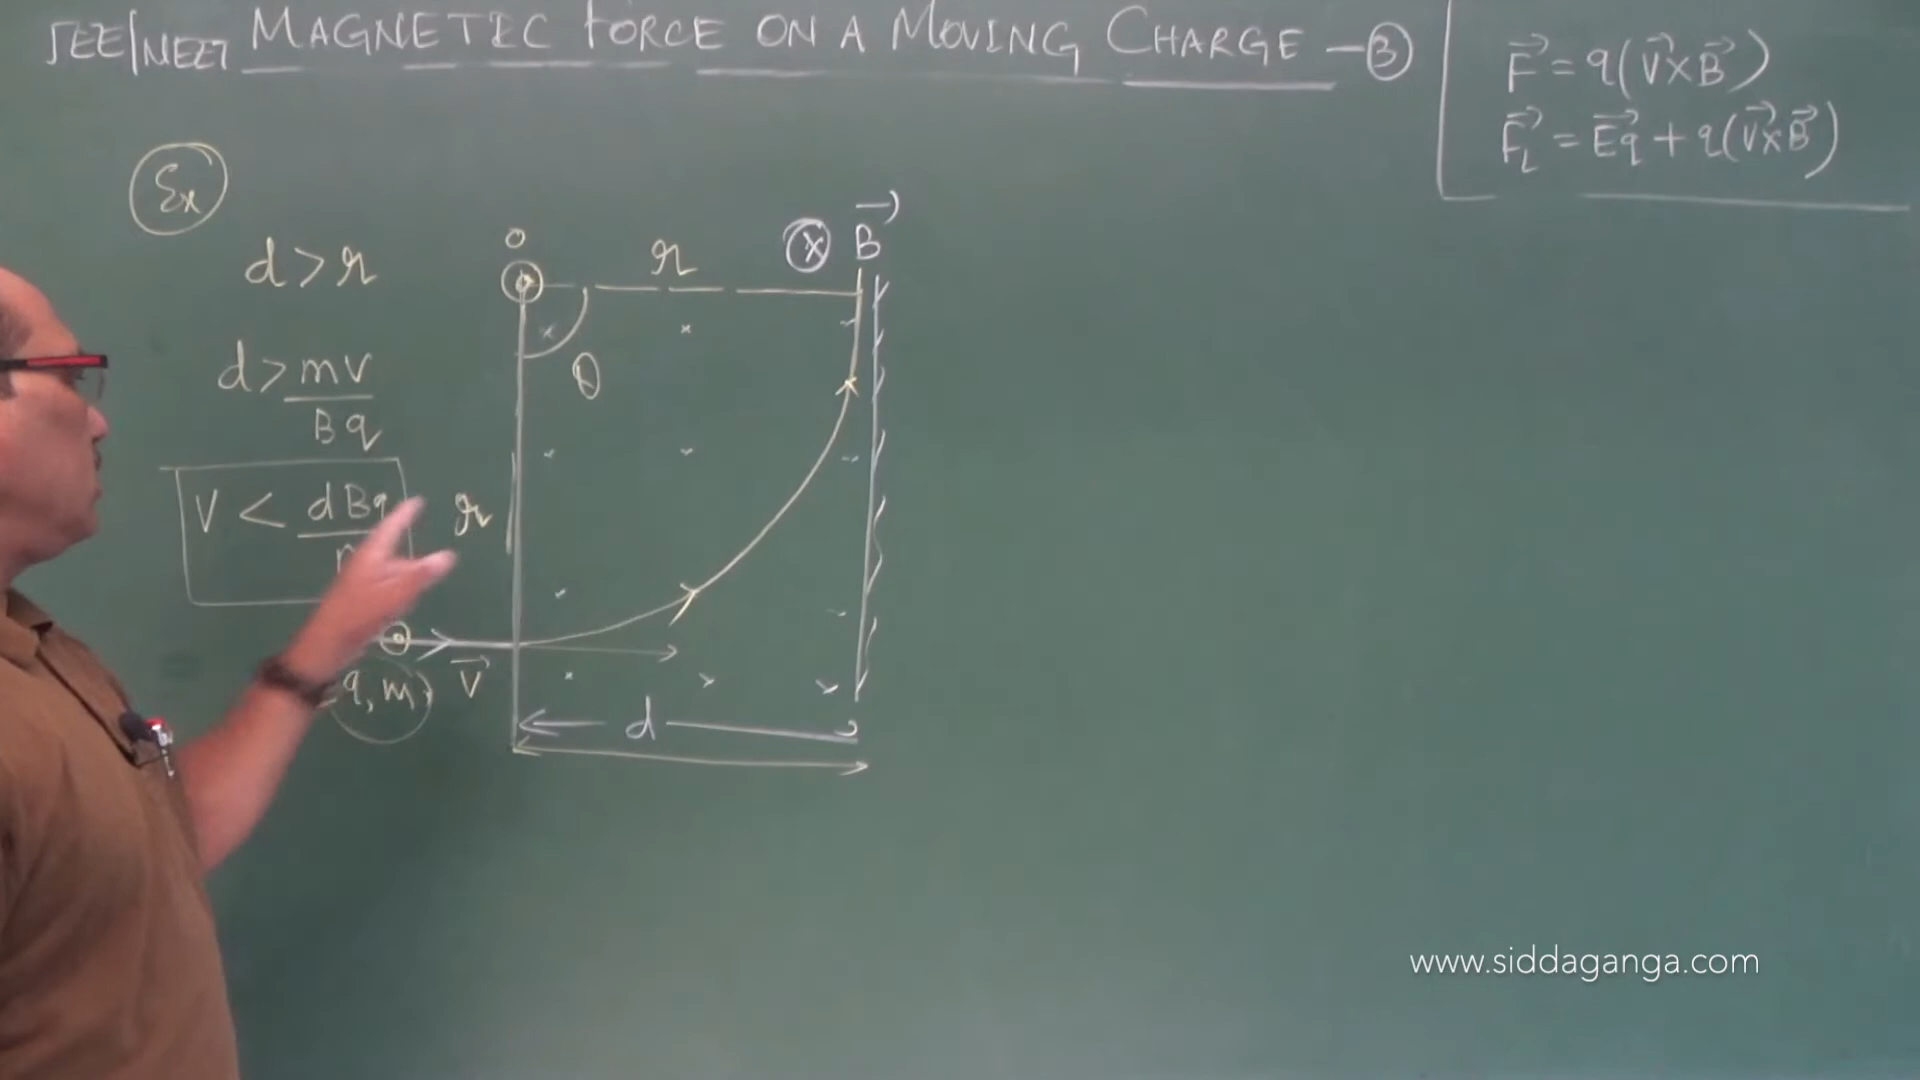 JEE/NEET MAGNETIC FORCE ON A MOVING CHARGE - 3
F⃗ = q(V⃗×B⃗)
F⃗L = E⃗q + q(V⃗×B⃗)
Ex
d > r
d > mv/Bq
V < dBq
O
r
x B⃗
θ
r
q, m
V⃗
d
www.siddaganga.com